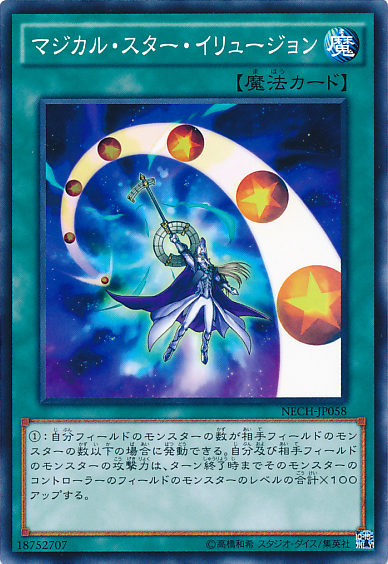 マジカル・スター・イリュージョン
魔
【魔法カード】
NECH-JP058
①：自分フィールドのモンスターの数が相手フィールドのモン
スターの数以下の場合に発動できる。自分及び相手フィールド
のモンスターの攻撃力は、ターン終了時までそのモンスターの
コントローラーのフィールドのモンスターのレベルの合計×100
アップする。
18752707
©高橋和希 スタジオ・ダイス/集英社